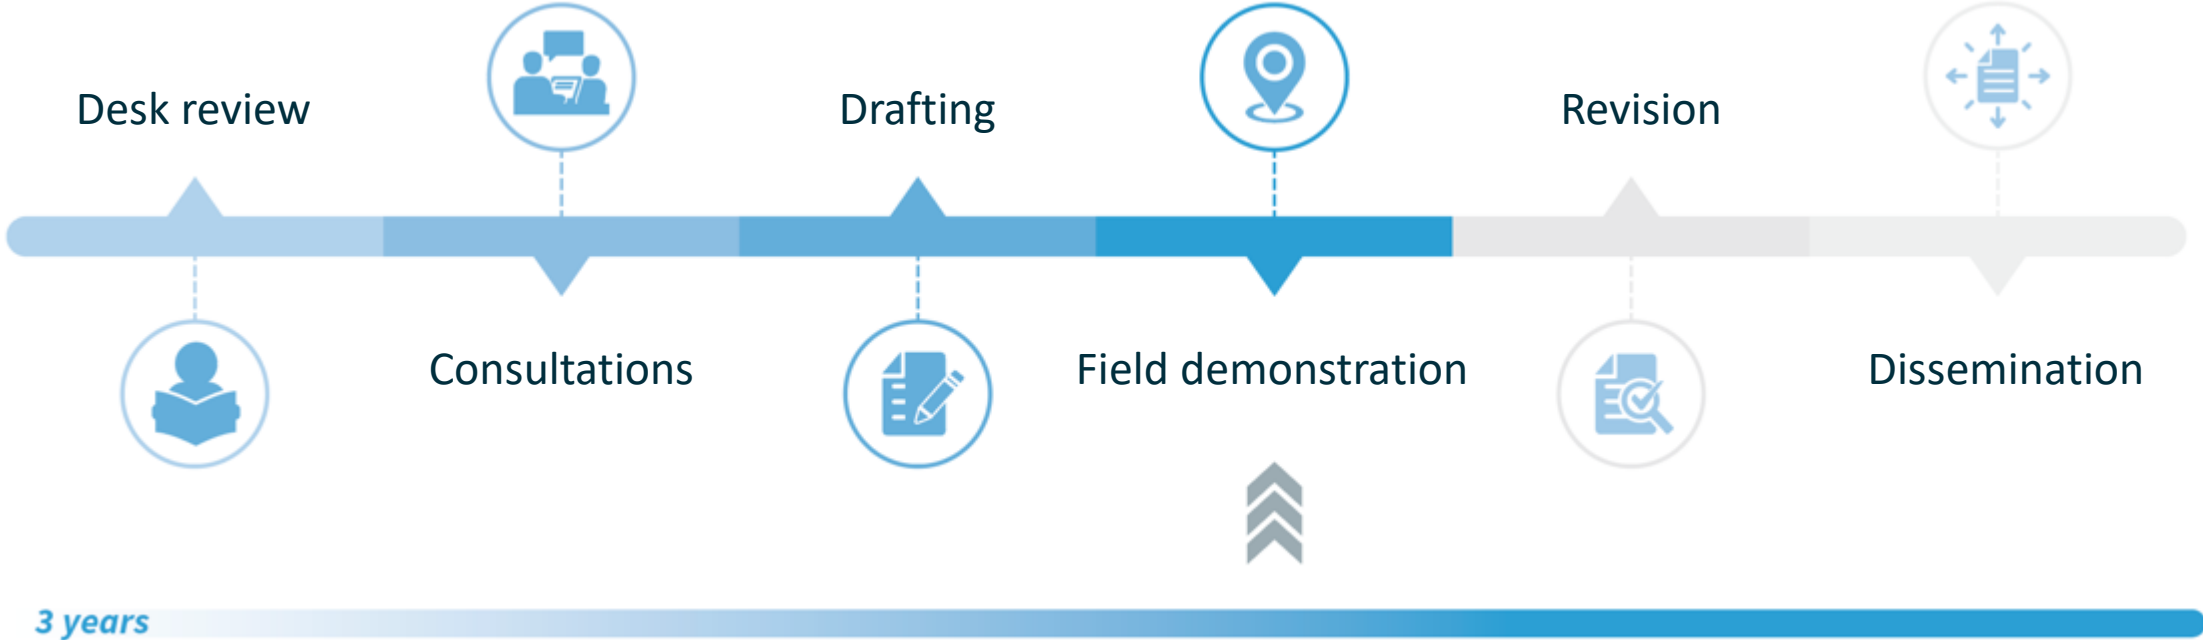 Desk review
Consultations
Drafting
Field demonstration
Revision
Dissemination
3 years